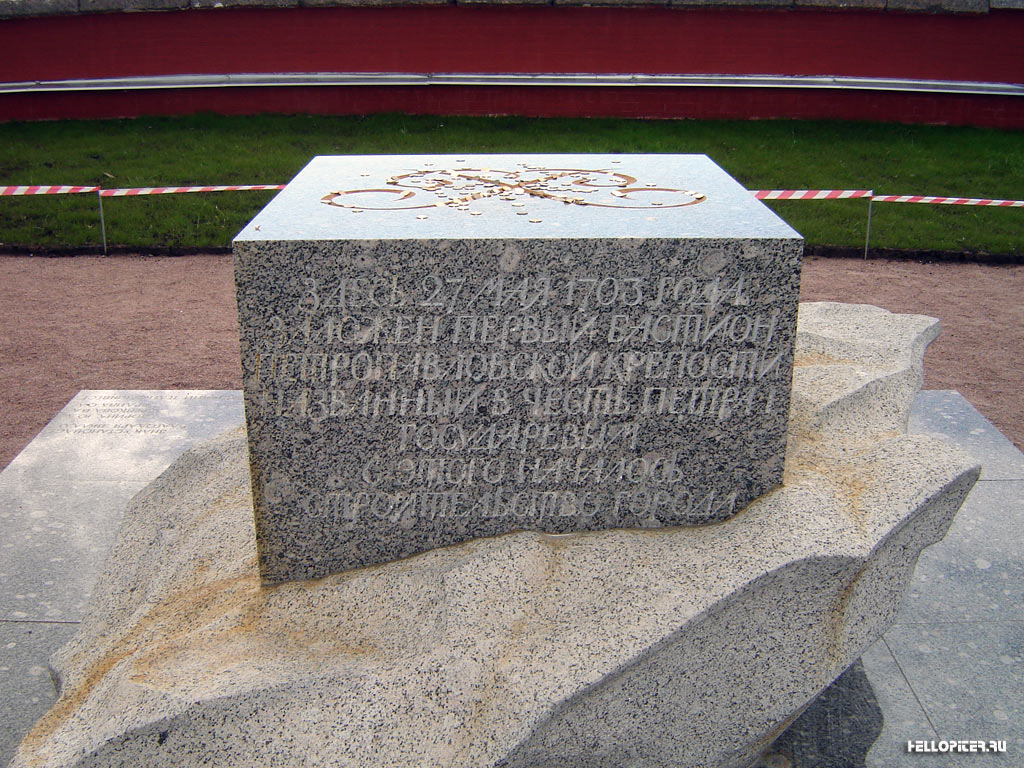 ЗДЕСЬ 27 МАЯ 1703 ГОДА
ЗАЛОЖЕН ПЕРВЫЙ БАСТИОН
ПЕТРОПАВЛОВСКОЙ КРЕПОСТИ
НАЗВАННЫЙ В ЧЕСТЬ ПЕТРА I
ГОСУДАРЕВЫМ
С ЭТОГО НАЧАЛОСЬ
СТРОИТЕЛЬСТВО ГОРОДА
HELLOPITER.RU